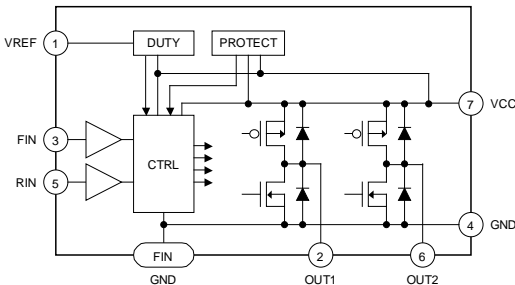 VREF 1 DUTY PROTECT
7 VCC
FIN 3
CTRL
RIN 5
4 GND
FIN 2 6
GND OUT1 OUT2